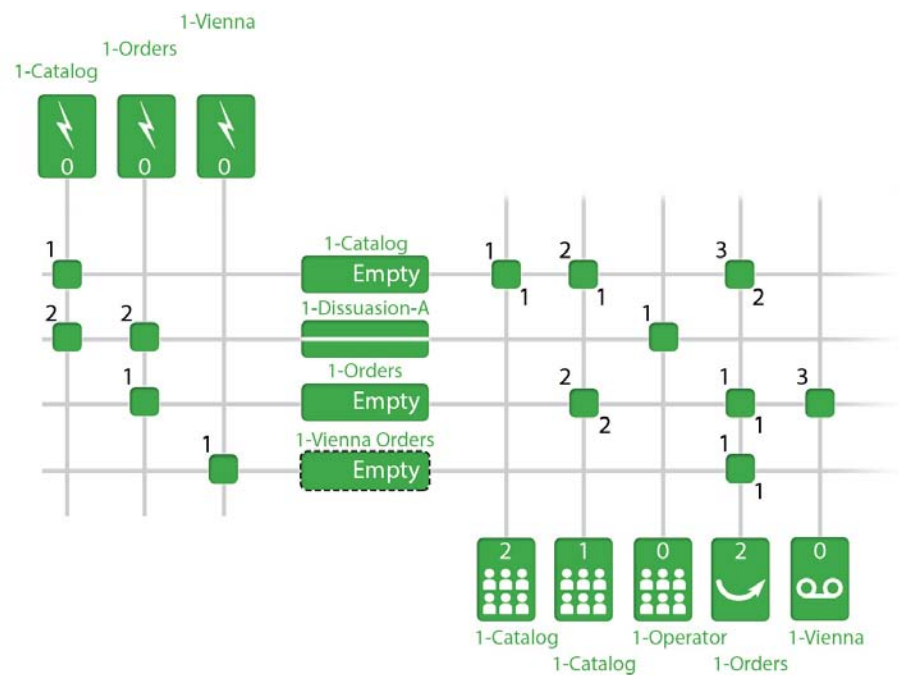 1-Vienna
1-Orders
1-Catalog
0 0 0
1-Catalog
1 Empty 1 2 3
1 1 2
1-Dissuasion-A
2 2 1
1-Orders
1 Empty 2 1 3
2 1
1-Vienna Orders
1 Empty 1
1
2 1 0 2 0
1-Catalog 1-Operator 1-Vienna
1-Catalog 1-Orders